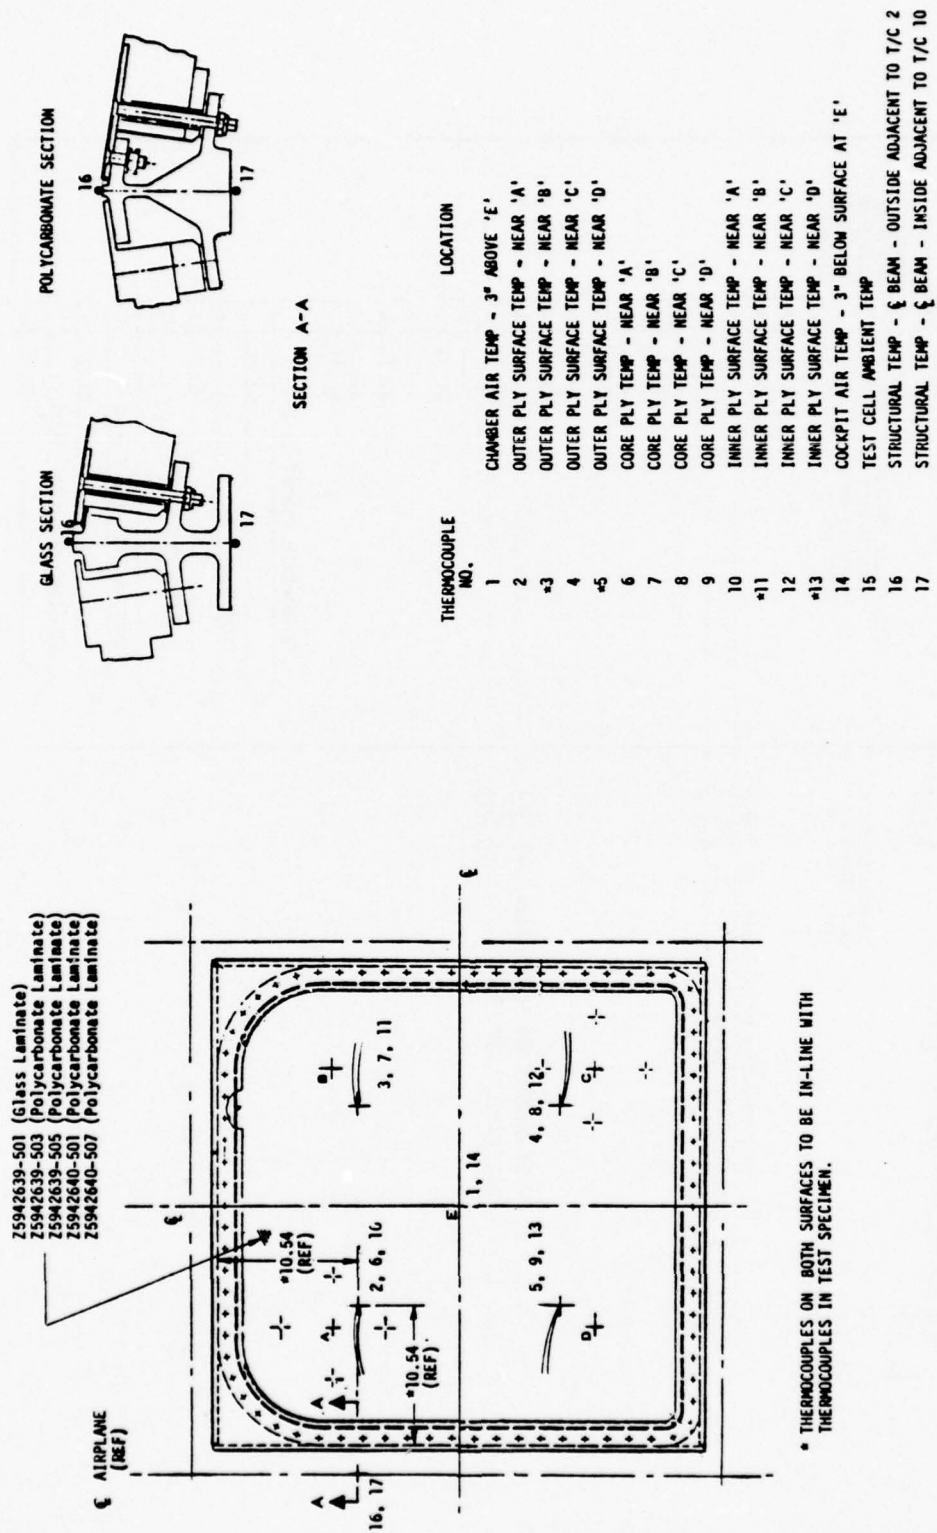 Z5942639-501 (Glass Laminate)
Z5942639-503 (Polycarbonate Laminate)
Z5942639-505 (Polycarbonate Laminate)
Z5942640-501 (Polycarbonate Laminate)
Z5942640-507 (Polycarbonate Laminate)
℄ AIRPLANE
(REF)
℄
℄
A
A
16, 17
*10.54
(REF)
*10.54
(REF)
A
2, 6, 10
B
3, 7, 11
E
1, 14
4, 8, 12
C
5, 9, 13
D
* THERMOCOUPLES ON BOTH SURFACES TO BE IN-LINE WITH
THERMOCOUPLES IN TEST SPECIMEN.
GLASS SECTION
16
17
POLYCARBONATE SECTION
16
17
SECTION A-A
THERMOCOUPLE NO. LOCATION
1 CHAMBER AIR TEMP - 3" ABOVE 'E'
2 OUTER PLY SURFACE TEMP - NEAR 'A'
*3 OUTER PLY SURFACE TEMP - NEAR 'B'
4 OUTER PLY SURFACE TEMP - NEAR 'C'
*5 OUTER PLY SURFACE TEMP - NEAR 'D'
6 CORE PLY TEMP - NEAR 'A'
7 CORE PLY TEMP - NEAR 'B'
8 CORE PLY TEMP - NEAR 'C'
9 CORE PLY TEMP - NEAR 'D'
10 INNER PLY SURFACE TEMP - NEAR 'A'
*11 INNER PLY SURFACE TEMP - NEAR 'B'
12 INNER PLY SURFACE TEMP - NEAR 'C'
*13 INNER PLY SURFACE TEMP - NEAR 'D'
14 COCKPIT AIR TEMP - 3" BELOW SURFACE AT 'E'
15 TEST CELL AMBIENT TEMP
16 STRUCTURAL TEMP - ℄ BEAM - OUTSIDE ADJACENT TO T/C 2
17 STRUCTURAL TEMP - ℄ BEAM - INSIDE ADJACENT TO T/C 10